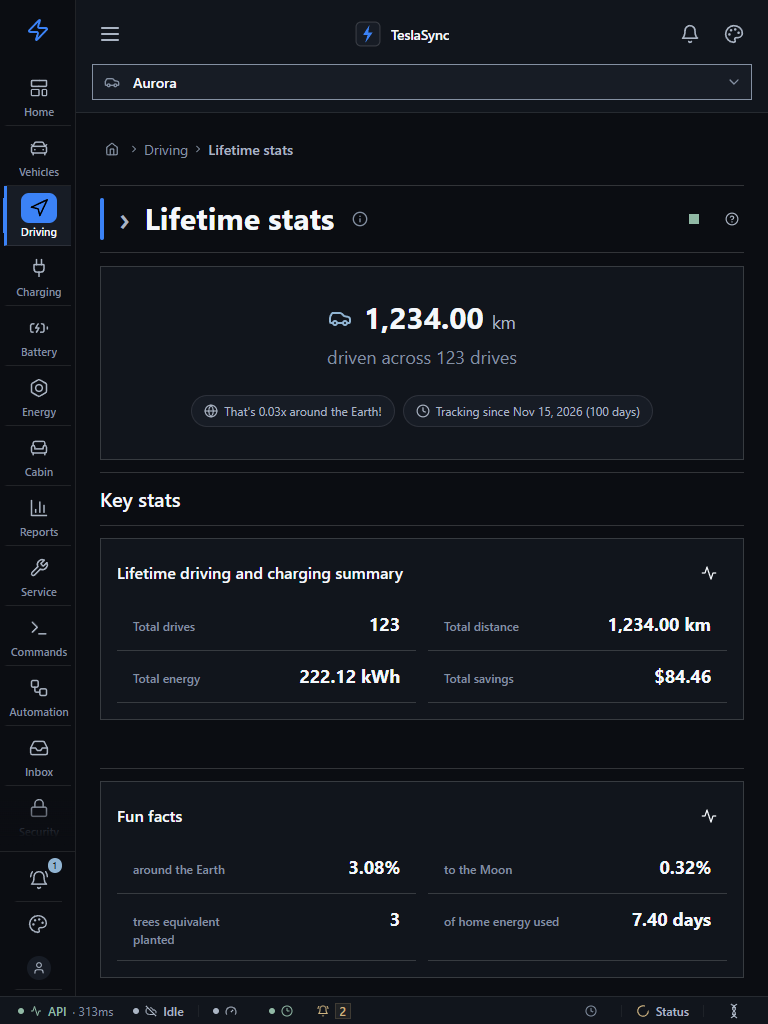 TeslaSync
Aurora
Home
Vehicles
Driving
Charging
Battery
Energy
Cabin
Reports
Service
Commands
Automation
Inbox
Security
1
Driving
Lifetime stats
Lifetime stats
1,234.00 km
driven across 123 drives
That's 0.03x around the Earth!
Tracking since Nov 15, 2026 (100 days)
Key stats
Lifetime driving and charging summary
Total drives 123
Total distance 1,234.00 km
Total energy 222.12 kWh
Total savings $84.46
Fun facts
around the Earth 3.08%
to the Moon 0.32%
trees equivalent planted 3
of home energy used 7.40 days
API · 313ms
Idle
2
Status